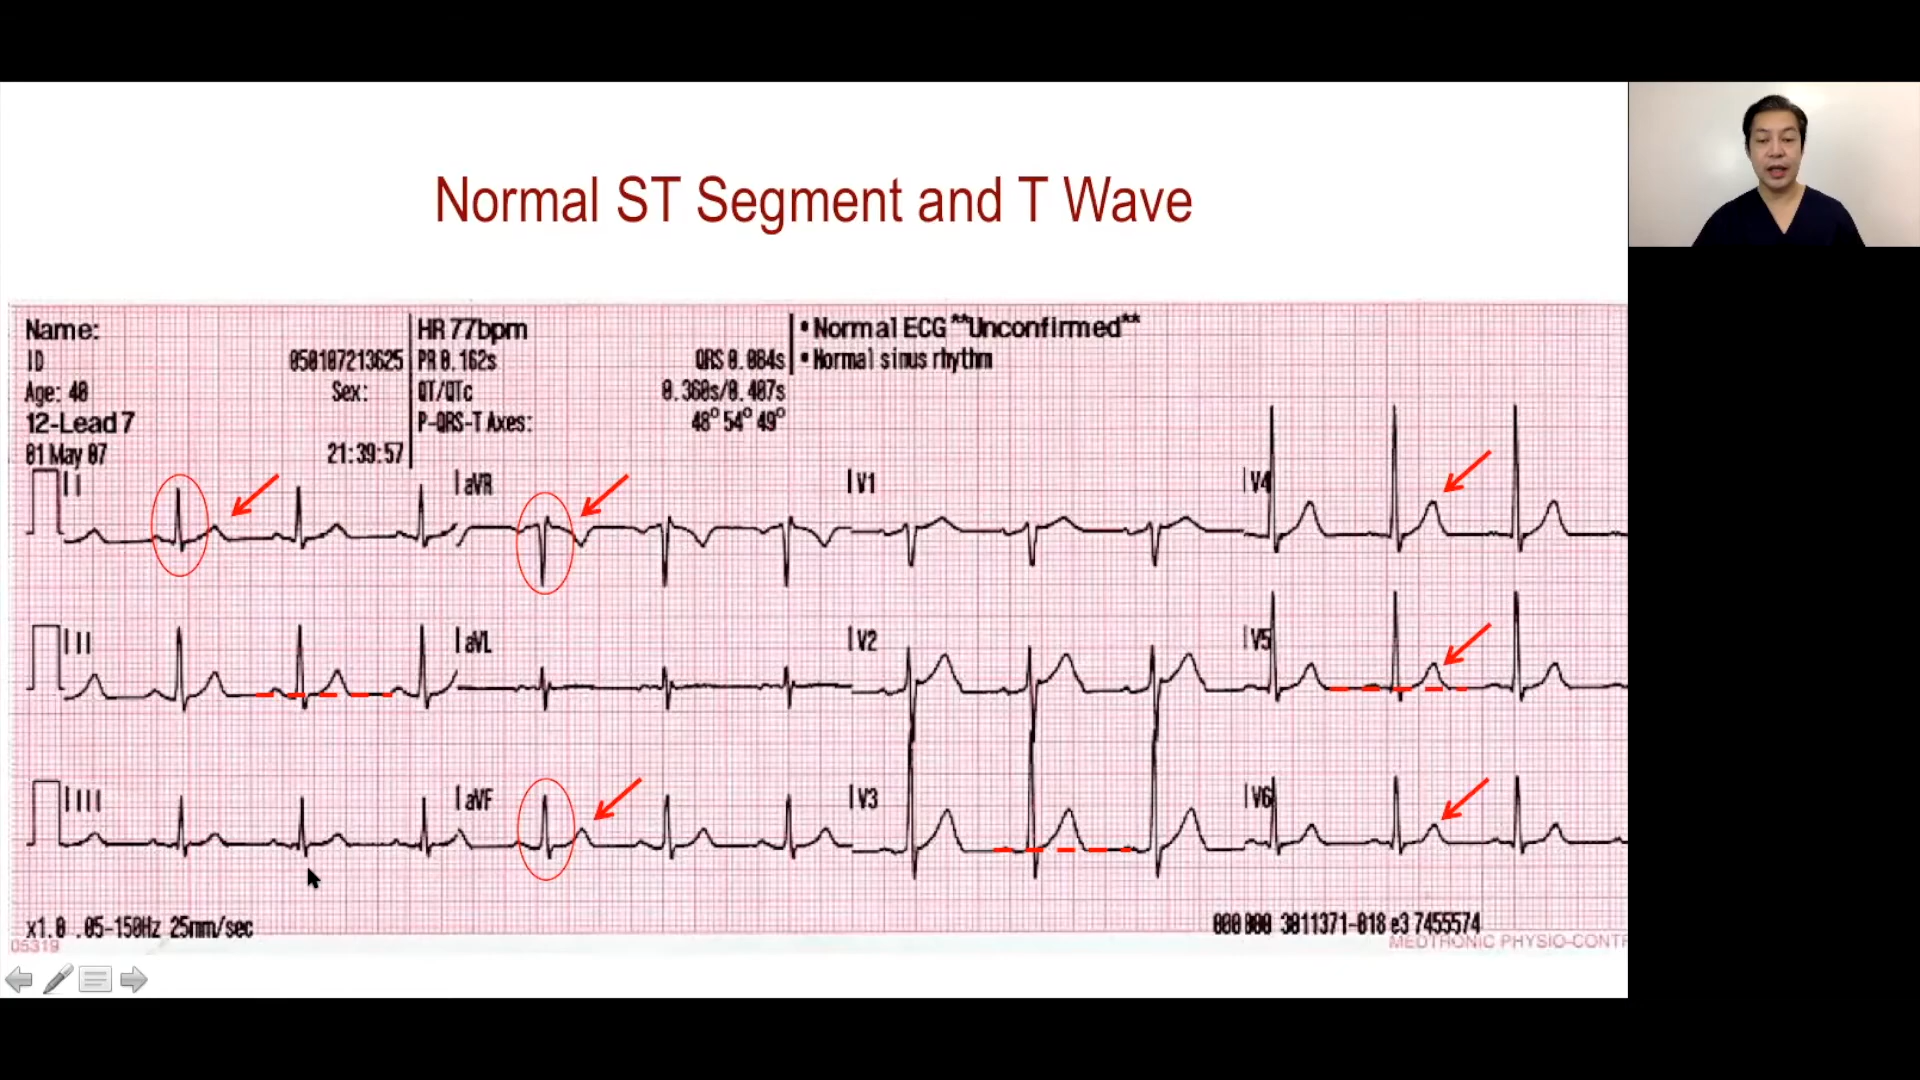 Normal ST Segment and T Wave
Name:
ID 050107213625
Age: 40 Sex:
12-Lead 7
01 May 07 21:39:57
HR 77bpm
PR 0.162s QRS 0.084s
QT/QTc 0.360s/0.407s
P-QRS-T Axes: 48° 54° 49°
• Normal ECG **Unconfirmed**
• Normal sinus rhythm
I aVR V1 V4
II aVL V2 V5
III aVF V3 V6
x1.0 .05-150Hz 25mm/sec
000 000 3011371-018 e3 7455574
05319
MEDTRONIC PHYSIO-CONTR